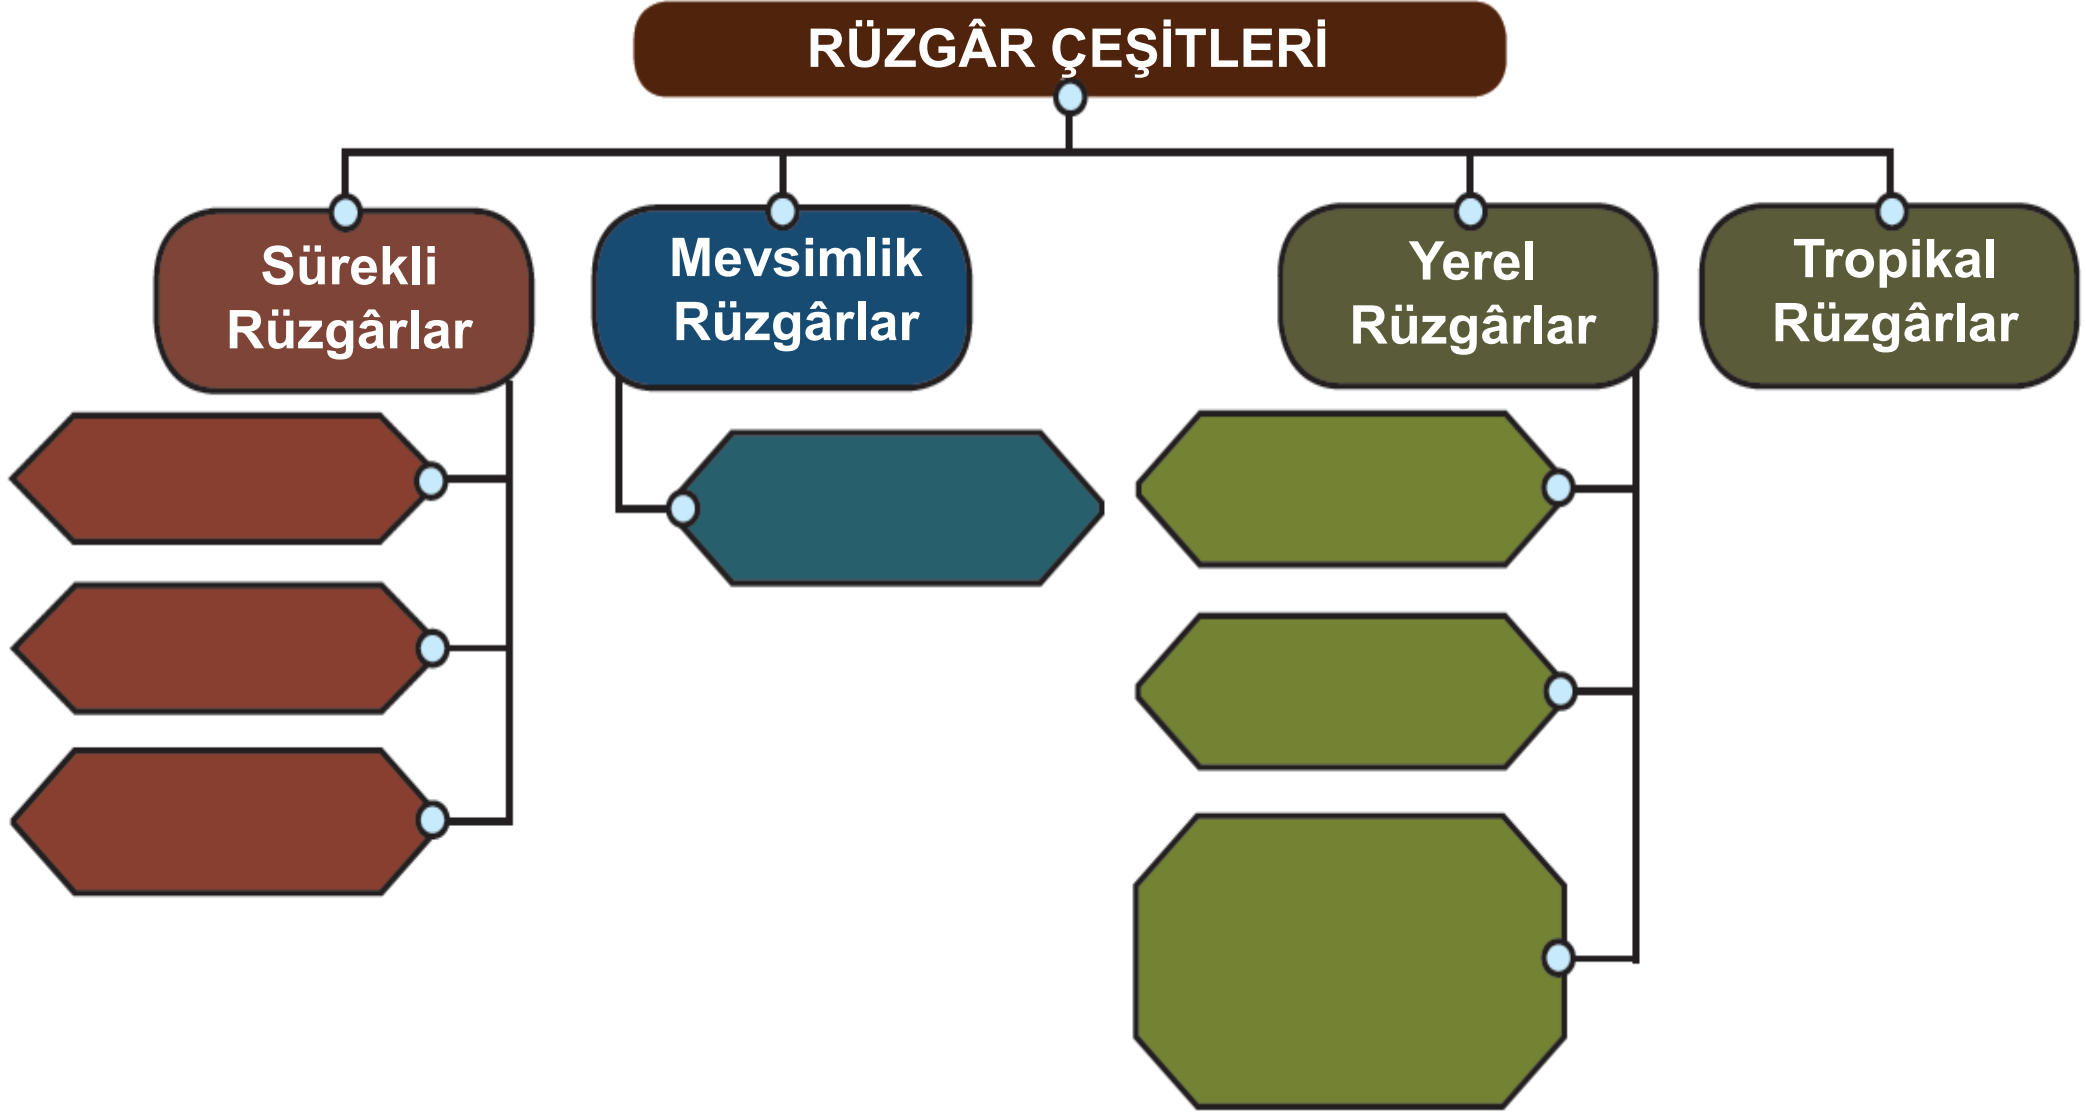 RÜZGÂR ÇEŞİTLERİ
Sürekli
Rüzgârlar
Mevsimlik
Rüzgârlar
Yerel
Rüzgârlar
Tropikal
Rüzgârlar